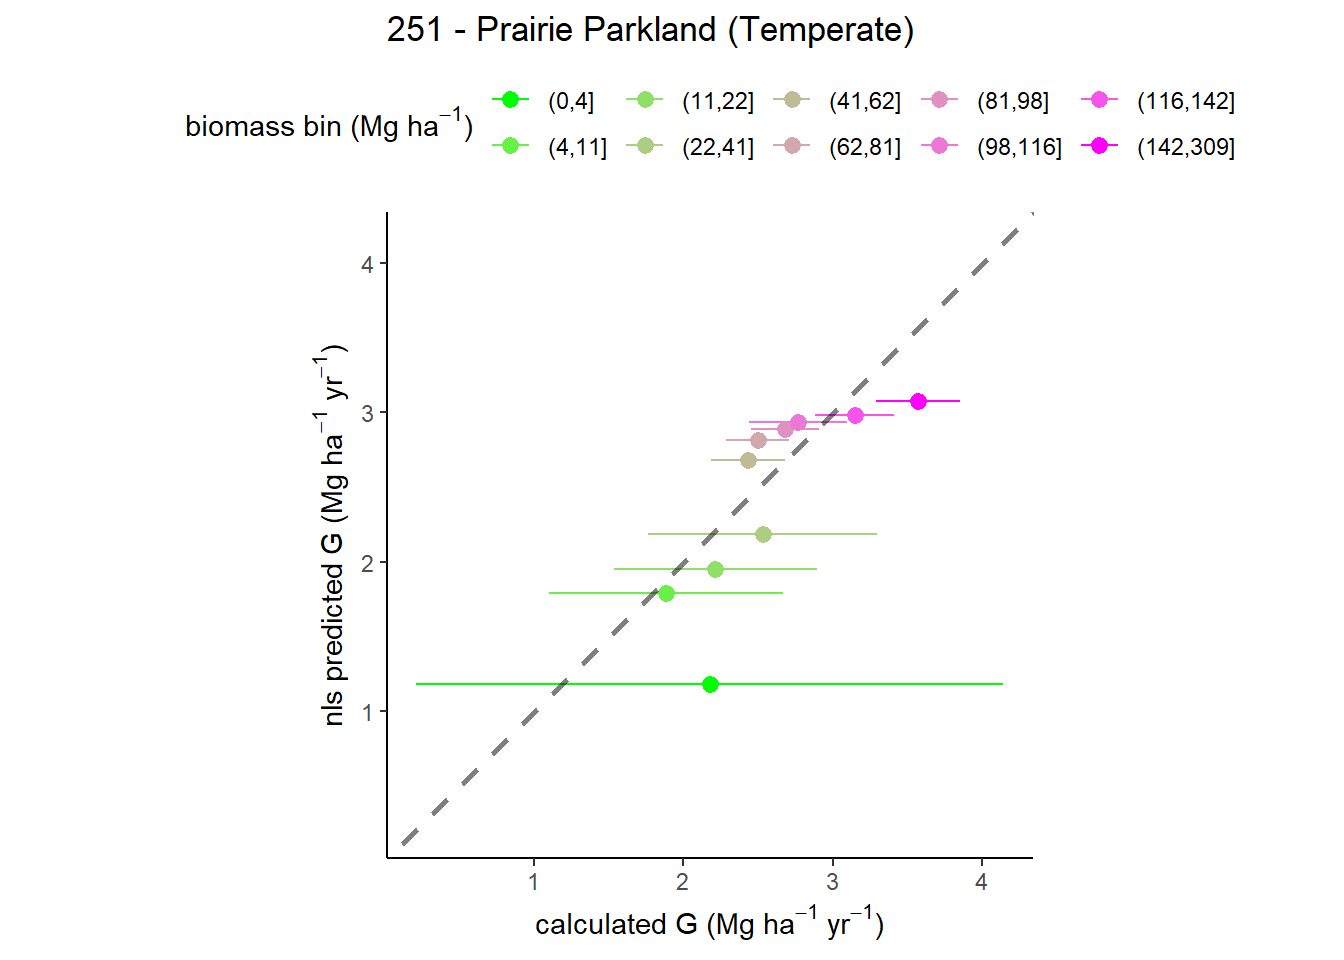 251 - Prairie Parkland (Temperate)
biomass bin (Mg ha⁻¹)
(0,4] (11,22] (41,62] (81,98] (116,142]
(4,11] (22,41] (62,81] (98,116] (142,309]
nls predicted G (Mg ha⁻¹ yr⁻¹)
4
3
2
1
1 2 3 4
calculated G (Mg ha⁻¹ yr⁻¹)